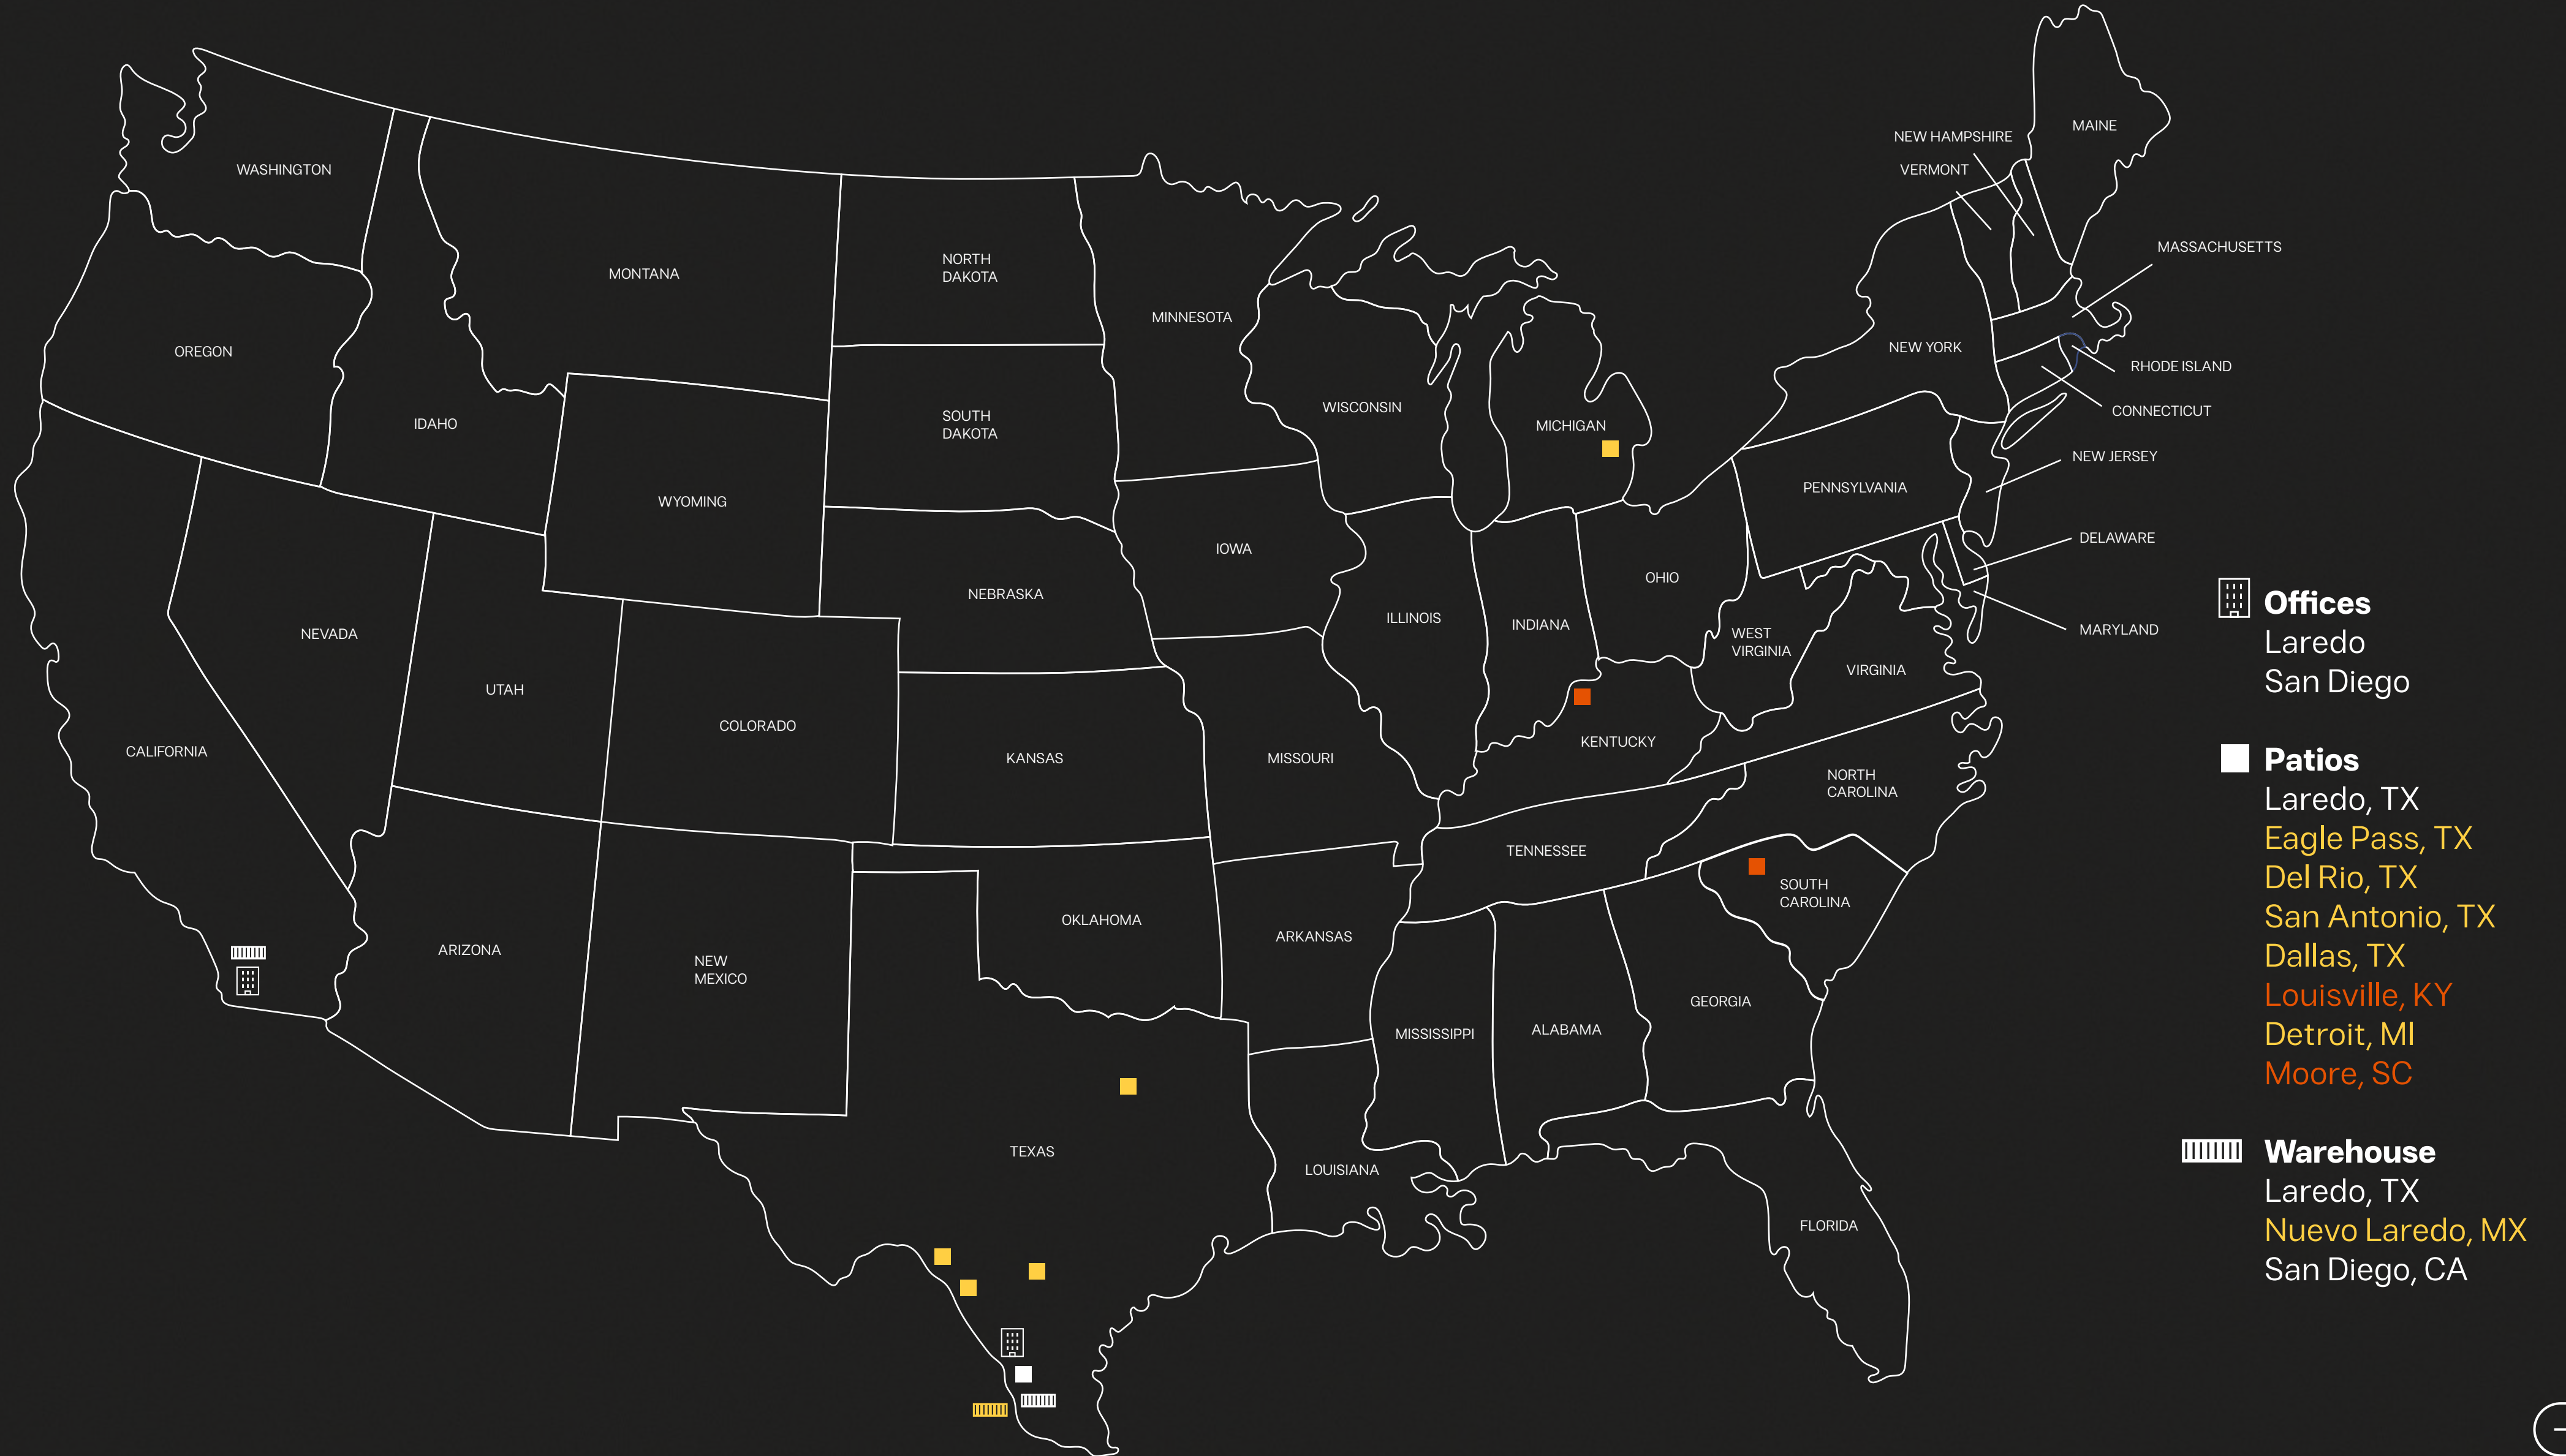 MAINE
NEW HAMPSHIRE
VERMONT
WASHINGTON
MASSACHUSETTS
NORTH
DAKOTA
MONTANA
MINNESOTA
NEW YORK
OREGON
RHODE ISLAND
WISCONSIN
CONNECTICUT
SOUTH
DAKOTA
IDAHO
MICHIGAN
NEW JERSEY
PENNSYLVANIA
WYOMING
DELAWARE
IOWA
OHIO
NEBRASKA
ILLINOIS
INDIANA
MARYLAND
NEVADA
WEST
VIRGINIA
VIRGINIA
UTAH
COLORADO
KENTUCKY
CALIFORNIA
KANSAS
MISSOURI
NORTH
CAROLINA
TENNESSEE
SOUTH
CAROLINA
OKLAHOMA
ARKANSAS
ARIZONA
NEW
MEXICO
GEORGIA
MISSISSIPPI
ALABAMA
TEXAS
LOUISIANA
FLORIDA
Offices
Laredo
San Diego
Patios
Laredo, TX
Eagle Pass, TX
Del Rio, TX
San Antonio, TX
Dallas, TX
Louisville, KY
Detroit, MI
Moore, SC
Warehouse
Laredo, TX
Nuevo Laredo, MX
San Diego, CA